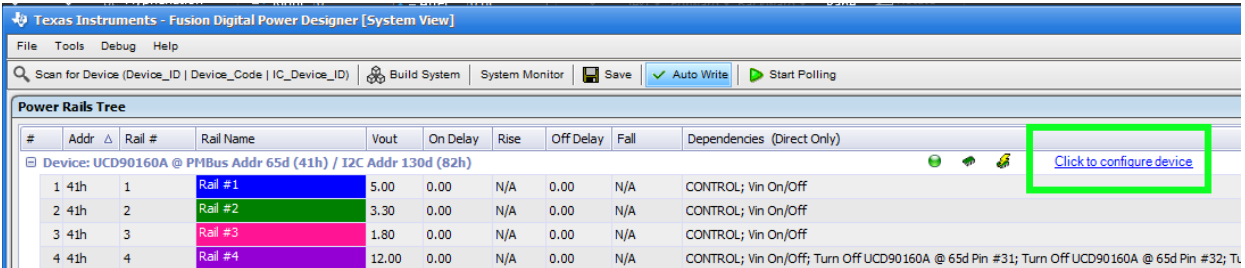 Texas Instruments - Fusion Digital Power Designer [System View]
File Tools Debug Help
Scan for Device (Device_ID | Device_Code | IC_Device_ID) Build System System Monitor Save Auto Write Start Polling
Power Rails Tree
# Addr Rail # Rail Name Vout On Delay Rise Off Delay Fall Dependencies (Direct Only)
Device: UCD90160A @ PMBus Addr 65d (41h) / I2C Addr 130d (82h) Click to configure device
1 41h 1 Rail #1 5.00 0.00 N/A 0.00 N/A CONTROL; Vin On/Off
2 41h 2 Rail #2 3.30 0.00 N/A 0.00 N/A CONTROL; Vin On/Off
3 41h 3 Rail #3 1.80 0.00 N/A 0.00 N/A CONTROL; Vin On/Off
4 41h 4 Rail #4 12.00 0.00 N/A 0.00 N/A CONTROL; Vin On/Off; Turn Off UCD90160A @ 65d Pin #31; Turn Off UCD90160A @ 65d Pin #32;